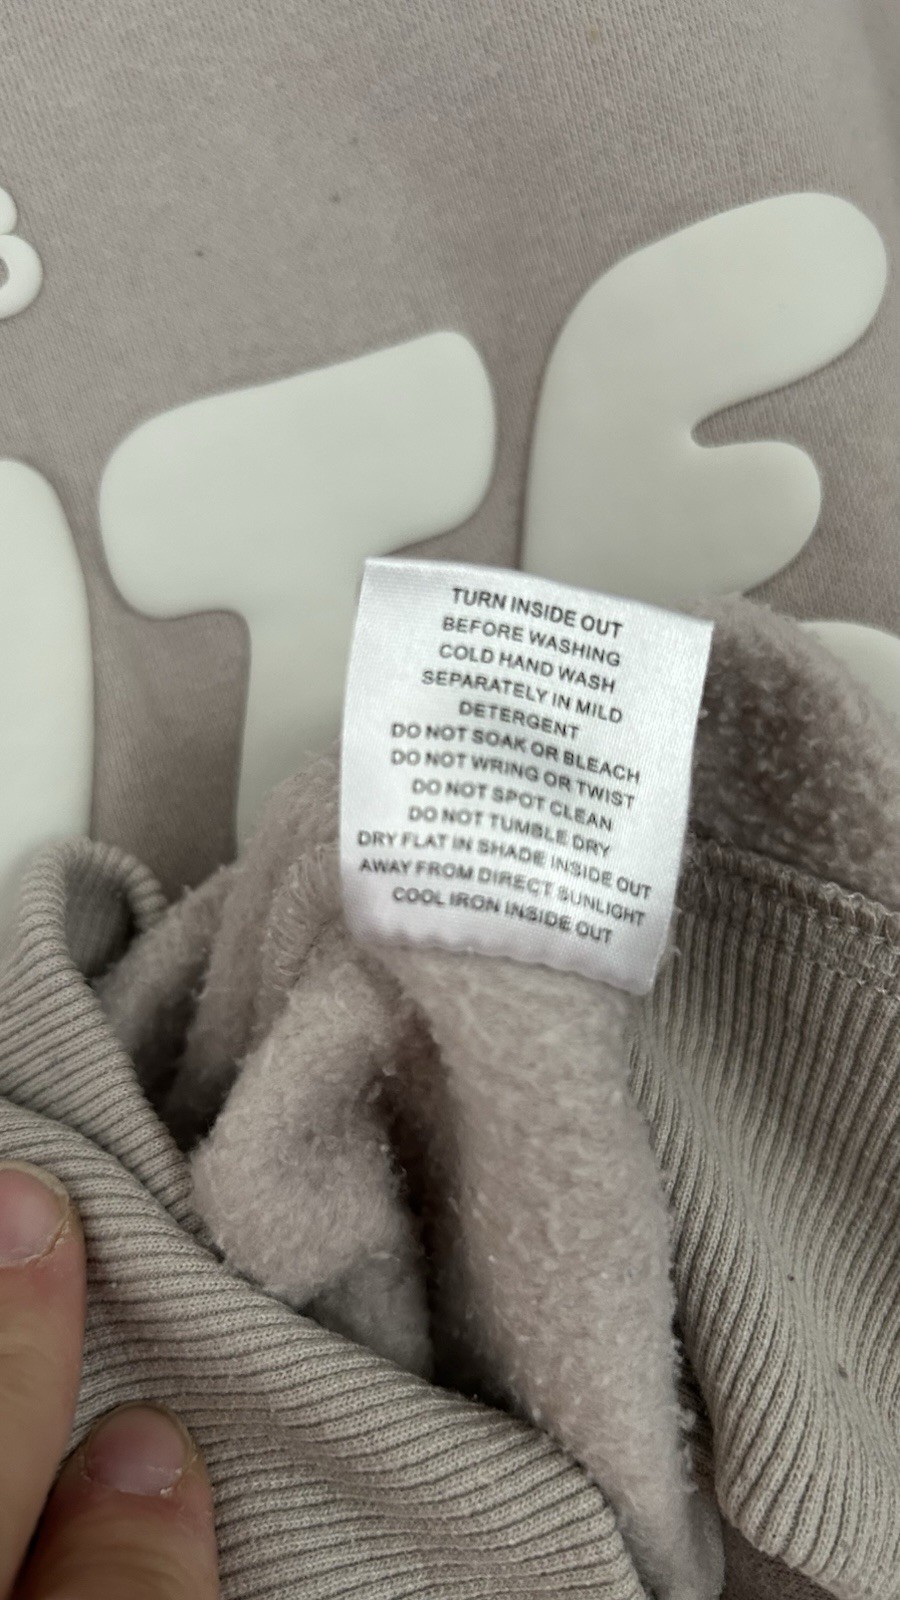 TE
TURN INSIDE OUT
BEFORE WASHING
COLD HAND WASH
SEPARATELY IN MILD
DETERGENT
DO NOT SOAK OR BLEACH
DO NOT WRING OR TWIST
DO NOT SPOT CLEAN
DO NOT TUMBLE DRY
DRY FLAT IN SHADE INSIDE OUT
AWAY FROM DIRECT SUNLIGHT
COOL IRON INSIDE OUT